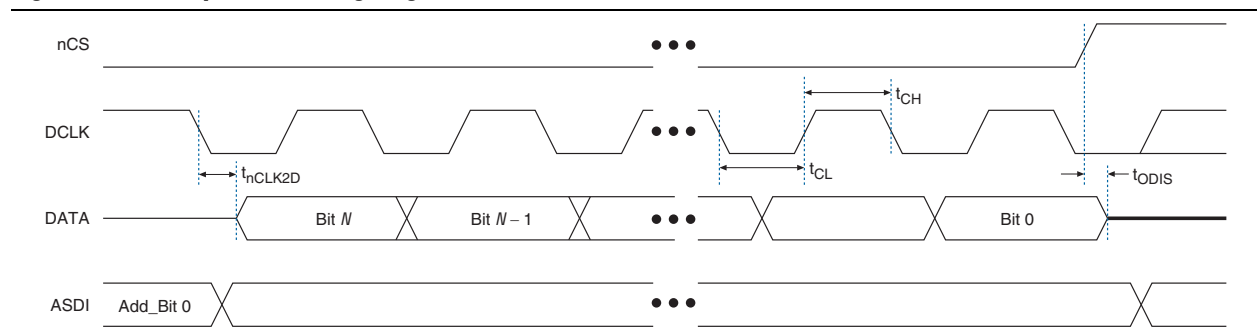 nCS
DCLK
tCH
tnCLK2D
tCL
tODIS
DATA
Bit N
Bit N – 1
Bit 0
ASDI
Add_Bit 0